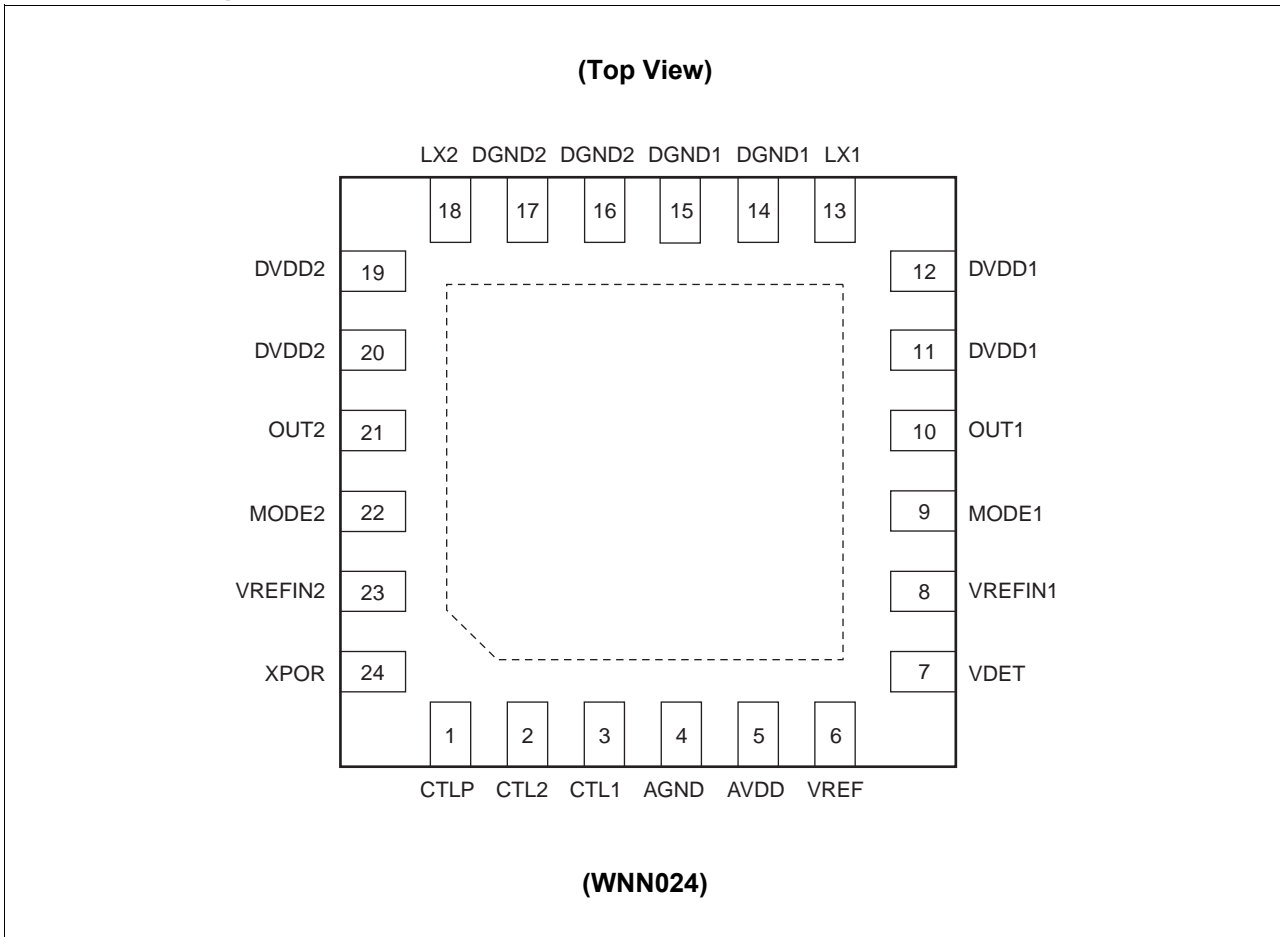 (Top View)
LX2 DGND2 DGND2 DGND1 DGND1 LX1
18 17 16 15 14 13
DVDD2 19 12 DVDD1
DVDD2 20 11 DVDD1
OUT2 21 10 OUT1
MODE2 22 9 MODE1
VREFIN2 23 8 VREFIN1
XPOR 24 7 VDET
1 2 3 4 5 6
CTLP CTL2 CTL1 AGND AVDD VREF
(WNN024)